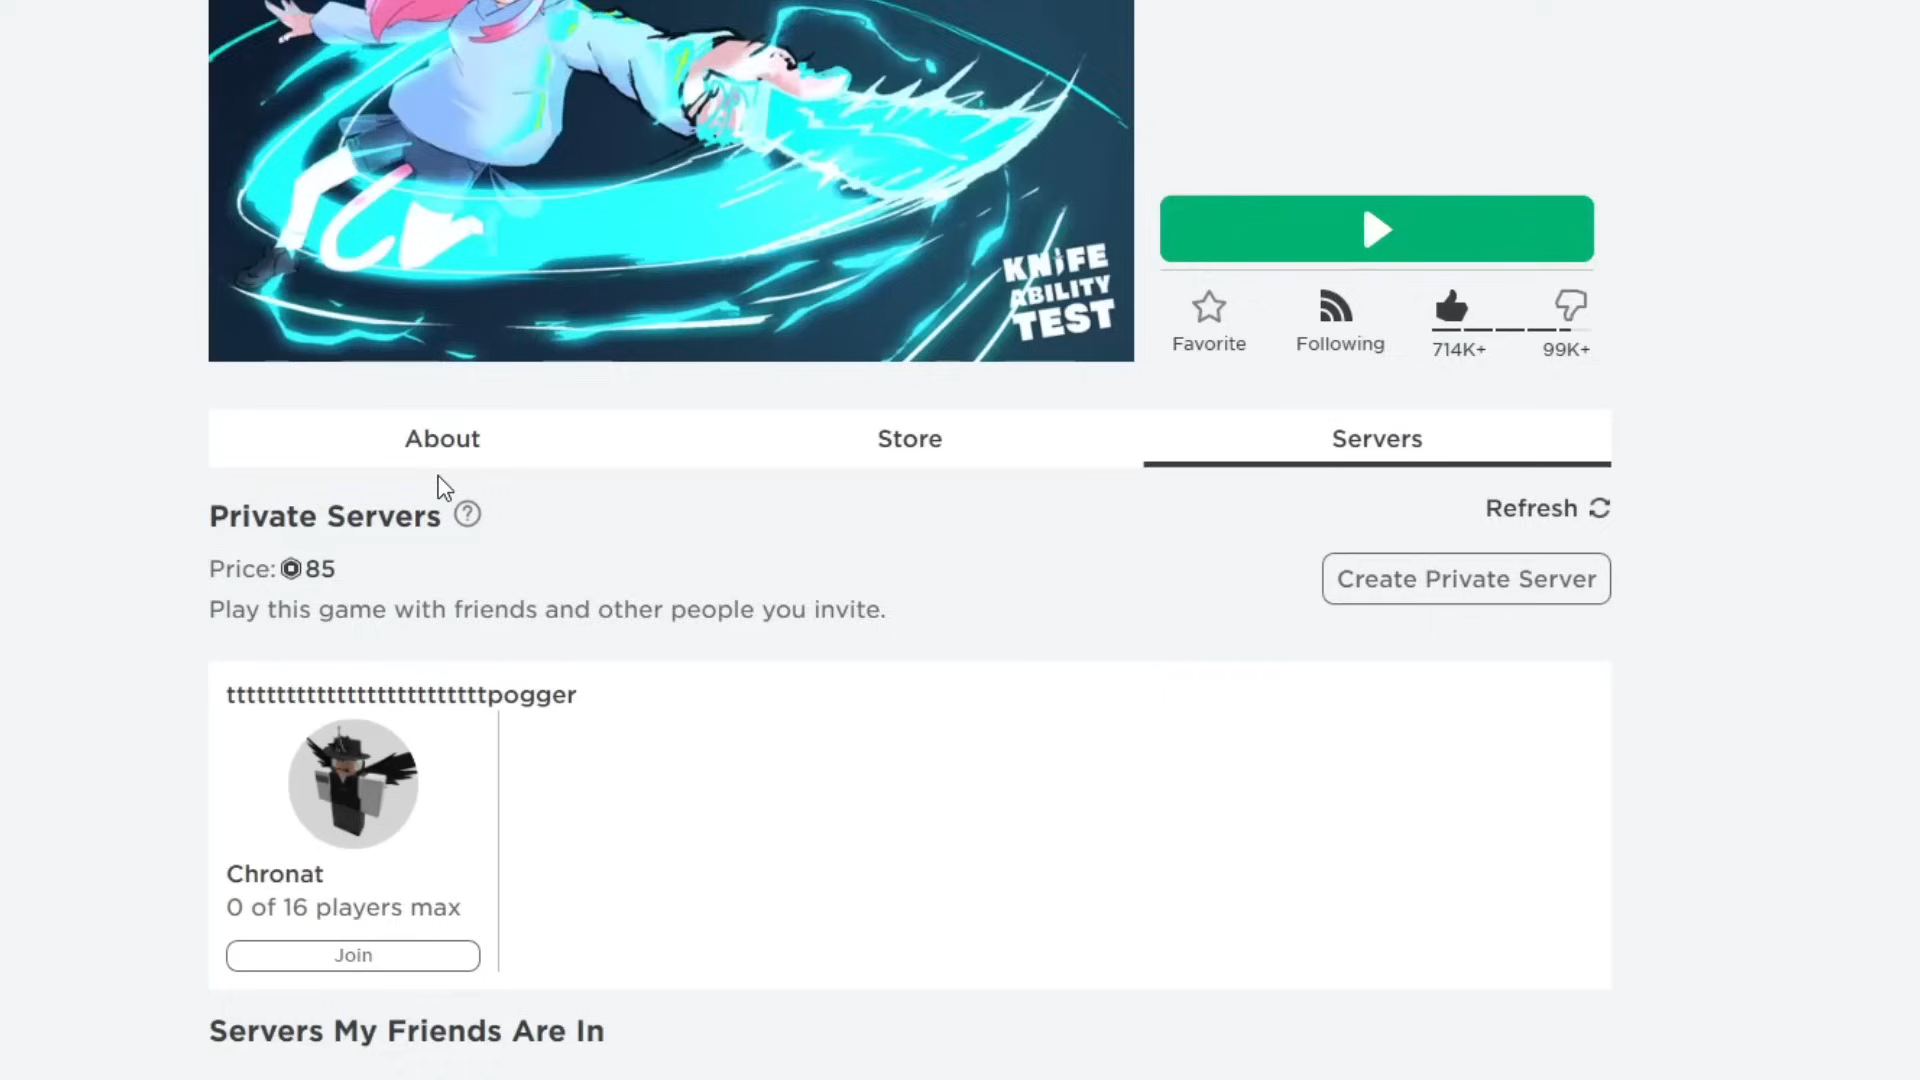 KNIFE
ABILITY
TEST
Favorite
Following
714K+
99K+
About
Store
Servers
Private Servers
Refresh
Price: 85
Create Private Server
Play this game with friends and other people you invite.
ttttttttttttttttttttttttttpogger
Chronat
0 of 16 players max
Join
Servers My Friends Are In